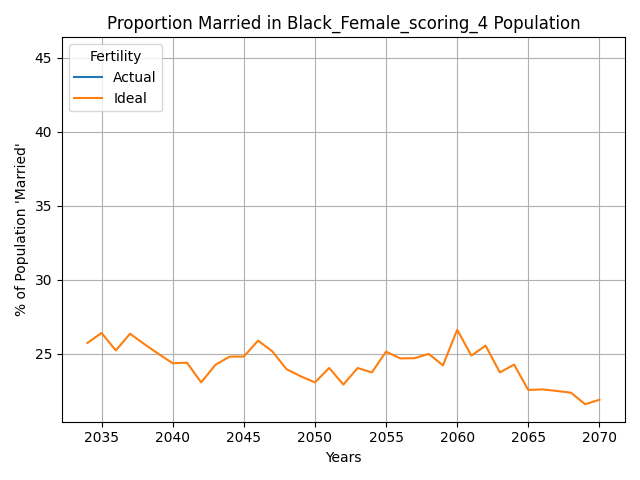 Proportion Married in Black_Female_scoring_4 Population
Fertility
Actual
Ideal
% of Population 'Married'
45
40
35
30
25
2035 2040 2045 2050 2055 2060 2065 2070
Years